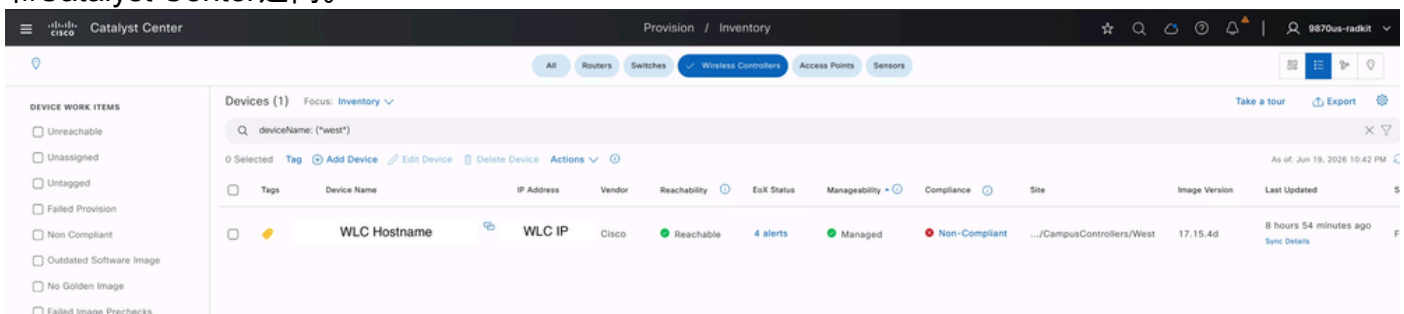 cisco Catalyst Center Provision / Inventory 9870us-radkit
All Routers Switches Wireless Controllers Access Points Sensors
DEVICE WORK ITEMS
Unreachable
Unassigned
Untagged
Failed Provision
Non Compliant
Outdated Software Image
No Golden Image
Failed Image Prechecks
Devices (1) Focus: Inventory Take a tour Export
deviceName: (*west*)
0 Selected Tag Add Device Edit Device Delete Device Actions As of: Jun 19, 2026 10:42 PM
Tags Device Name IP Address Vendor Reachability EoX Status Manageability Compliance Site Image Version Last Updated S
WLC Hostname WLC IP Cisco Reachable 4 alerts Managed Non-Compliant .../CampusControllers/West 17.15.4d 8 hours 54 minutes ago F
Sync Details